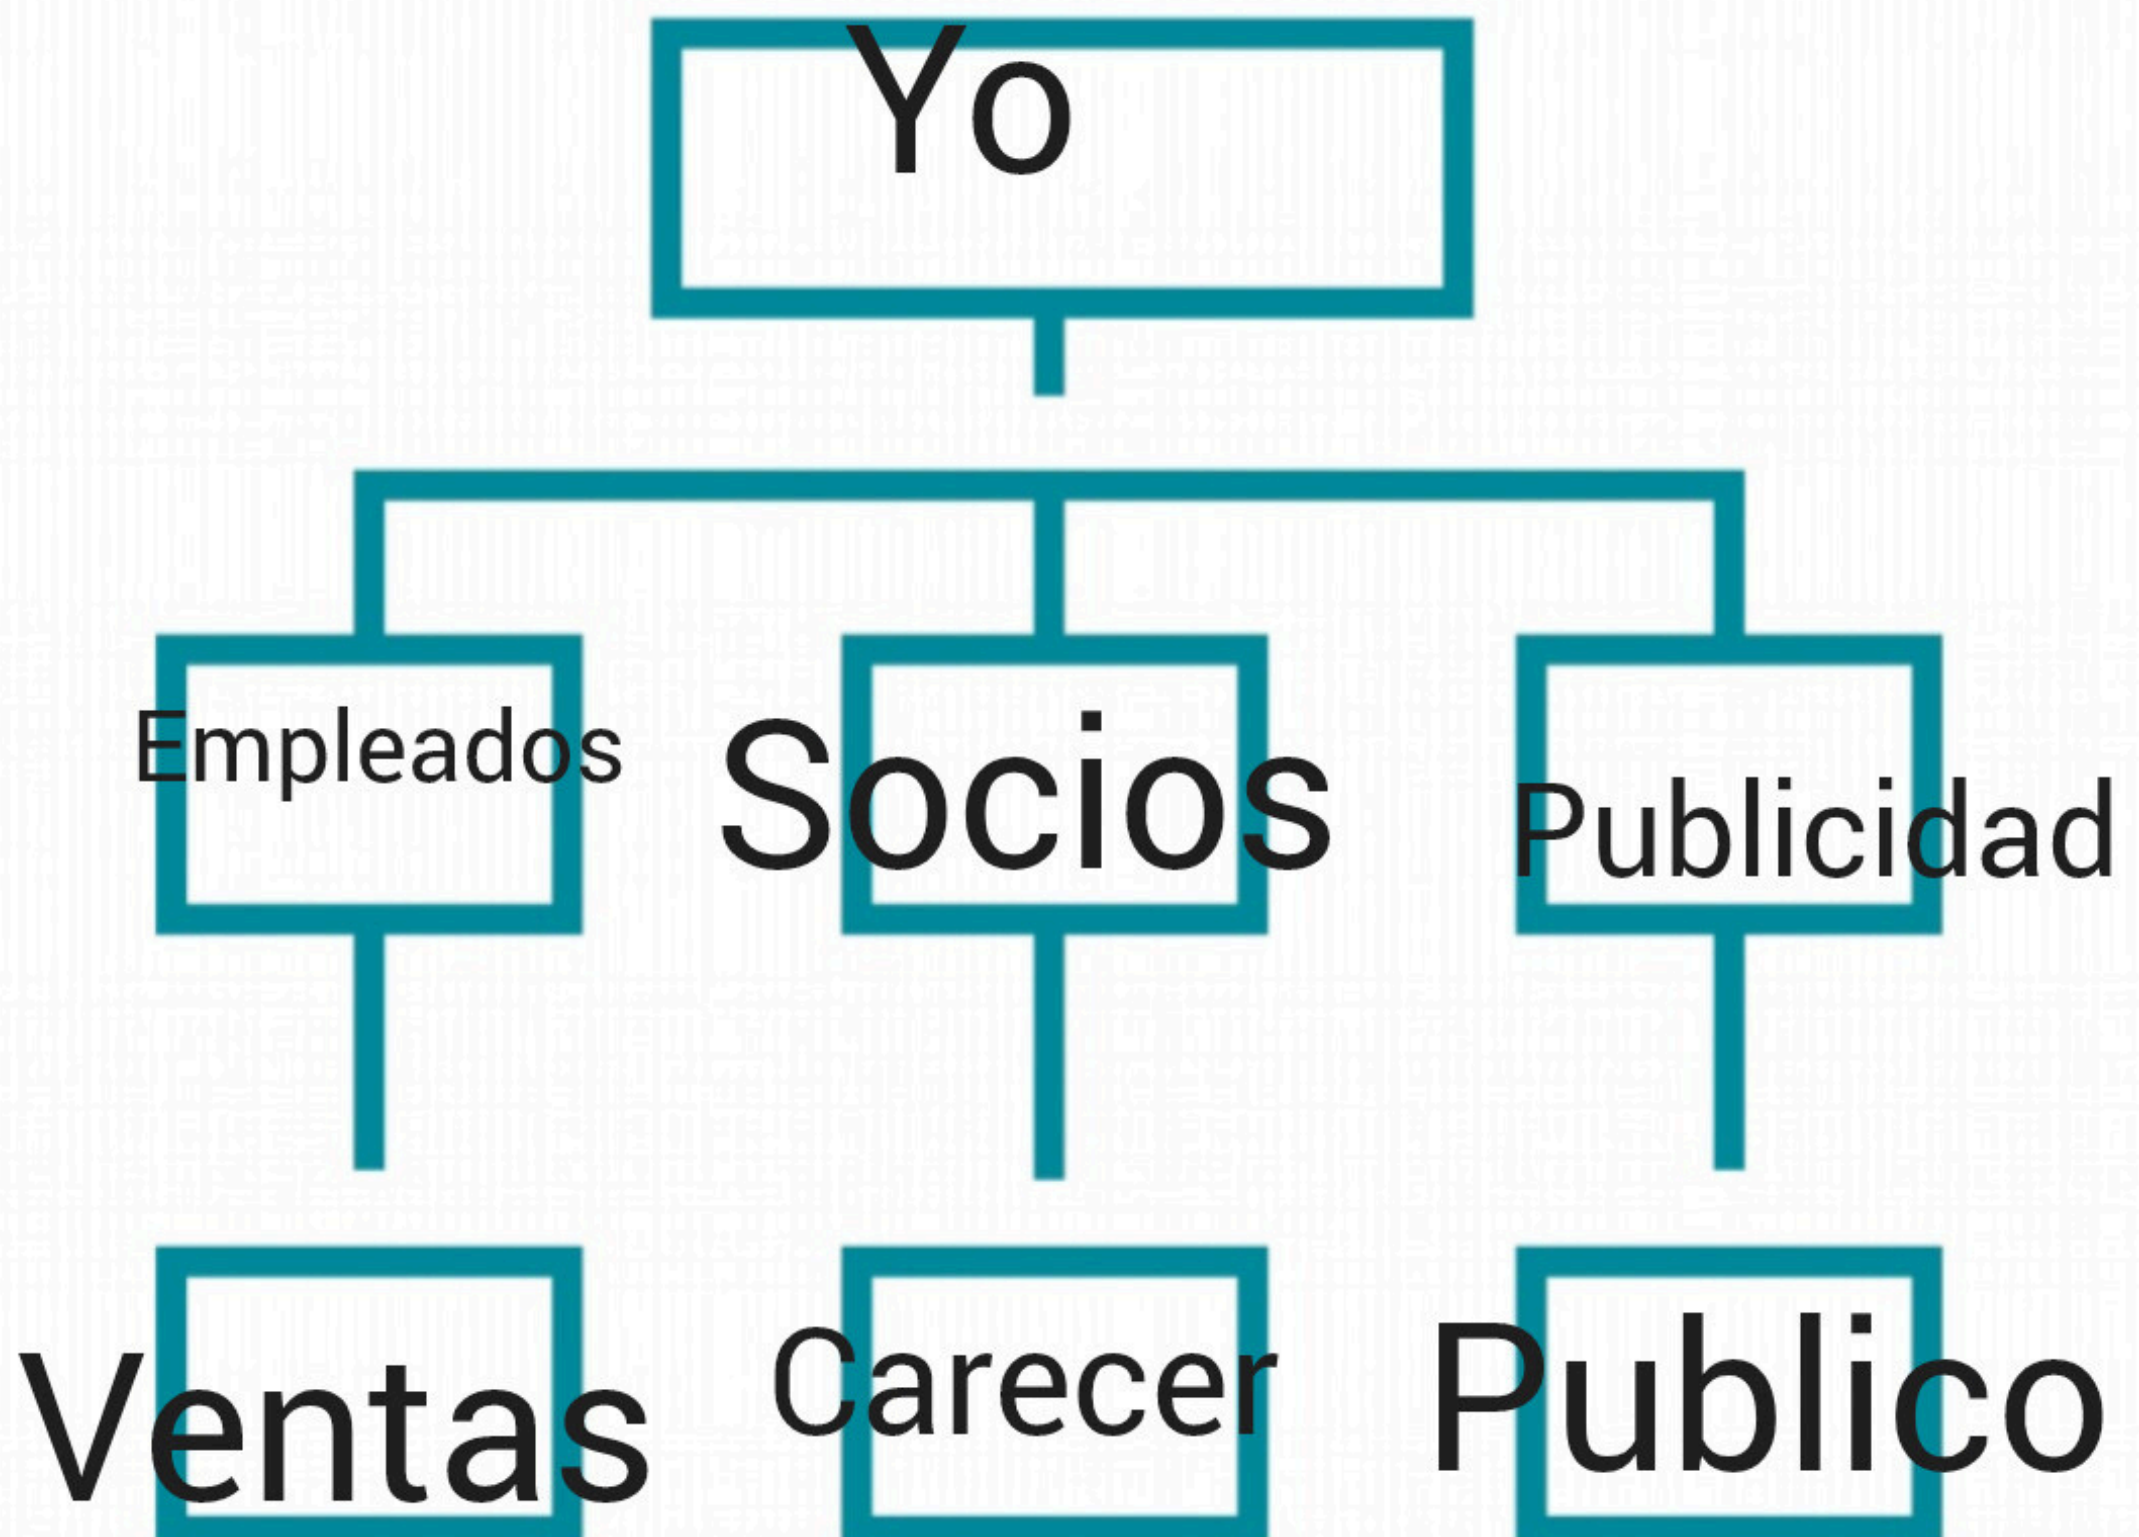 Yo
Empleados
Socios
Publicidad
Ventas
Carecer
Publico